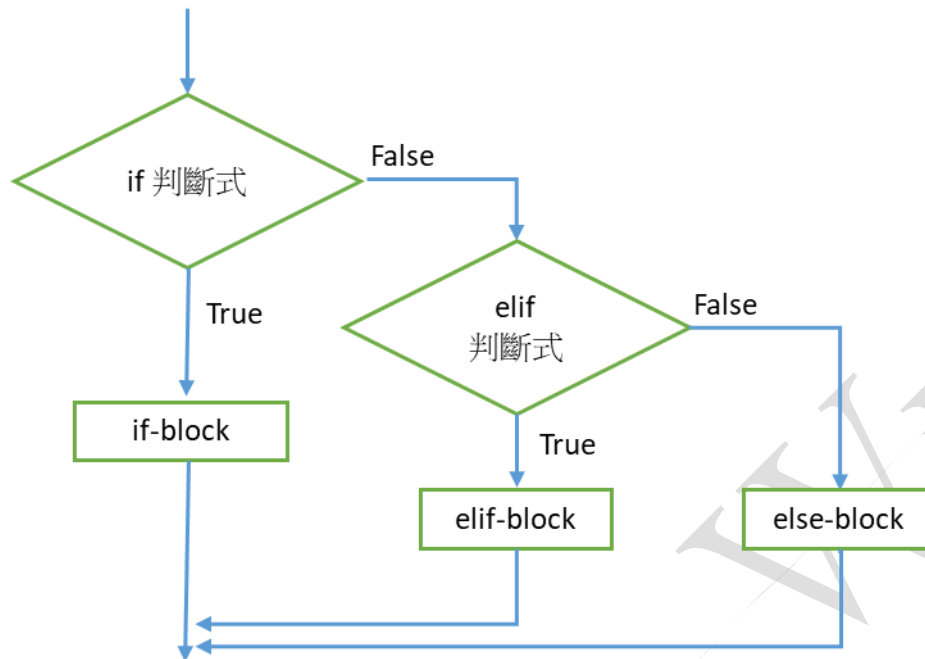 False
if 判斷式
False
True
elif
判斷式
if-block
True
elif-block
else-block